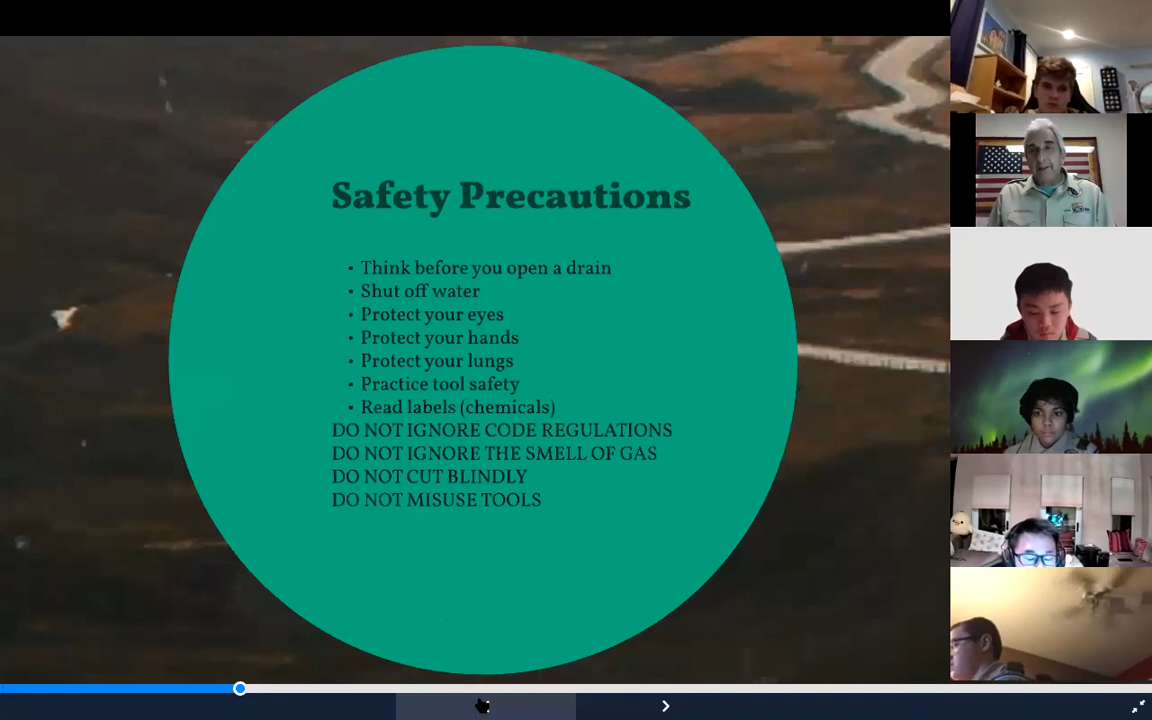 Safety Precautions
• Think before you open a drain
• Shut off water
• Protect your eyes
• Protect your hands
• Protect your lungs
• Practice tool safety
• Read labels (chemicals)
DO NOT IGNORE CODE REGULATIONS
DO NOT IGNORE THE SMELL OF GAS
DO NOT CUT BLINDLY
DO NOT MISUSE TOOLS